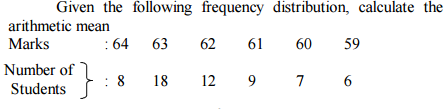 Given the following frequency distribution, calculate the
arithmetic mean
Marks : 64 63 62 61 60 59
Number of Students } : 8 18 12 9 7 6